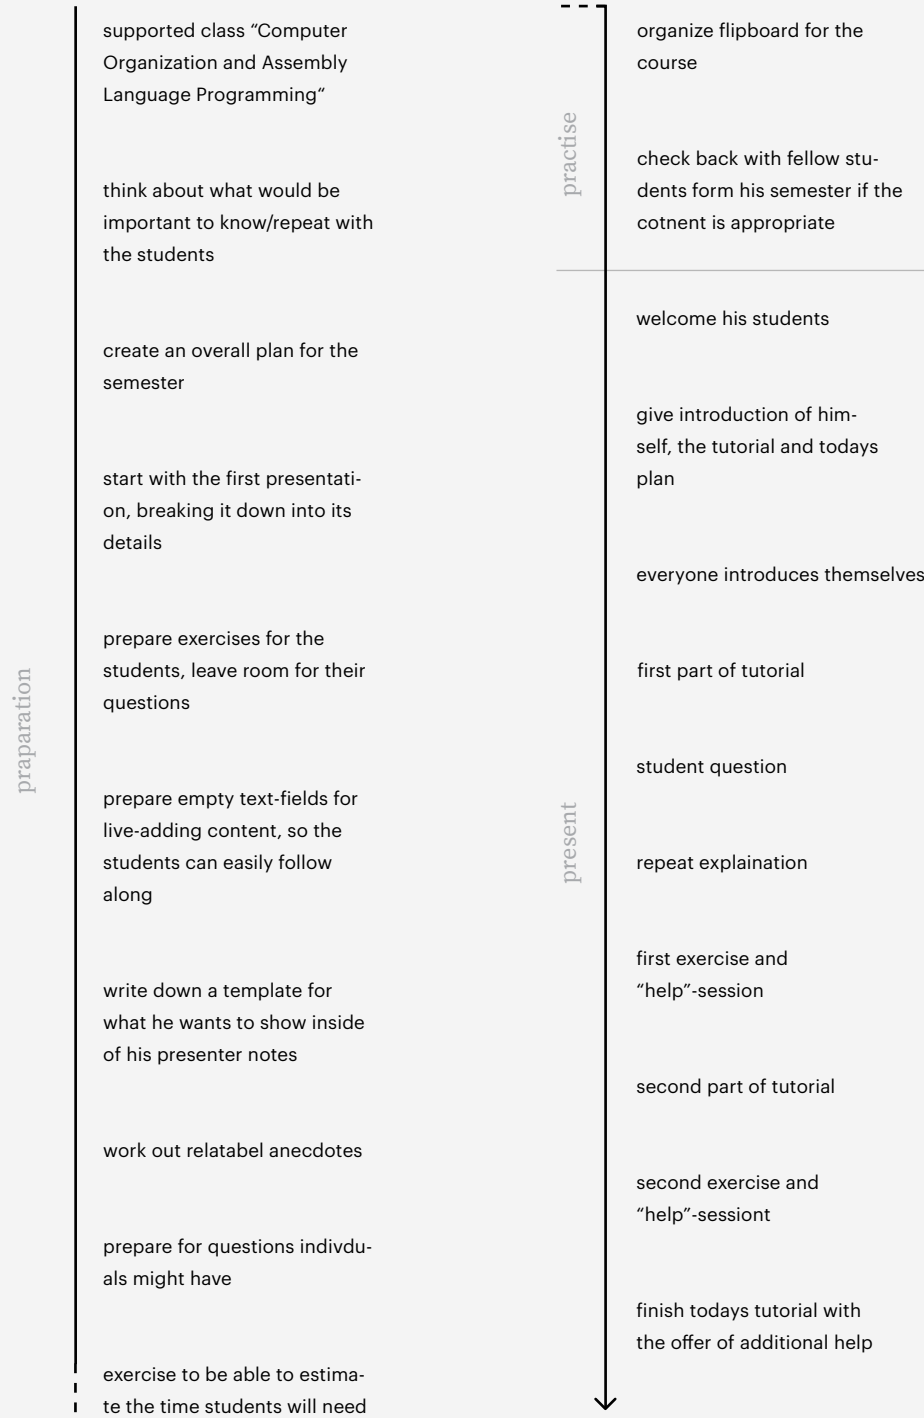 praparation
supported class “Computer
Organization and Assembly
Language Programming“
think about what would be
important to know/repeat with
the students
create an overall plan for the
semester
start with the first presentati-
on, breaking it down into its
details
prepare exercises for the
students, leave room for their
questions
prepare empty text-fields for
live-adding content, so the
students can easily follow
along
write down a template for
what he wants to show inside
of his presenter notes
work out relatabel anecdotes
prepare for questions indivdu-
als might have
exercise to be able to estima-
te the time students will need
practise
organize flipboard for the
course
check back with fellow stu-
dents form his semester if the
cotnent is appropriate
present
welcome his students
give introduction of him-
self, the tutorial and todays
plan
everyone introduces themselves
first part of tutorial
student question
repeat explaination
first exercise and
“help”-session
second part of tutorial
second exercise and
“help”-sessiont
finish todays tutorial with
the offer of additional help